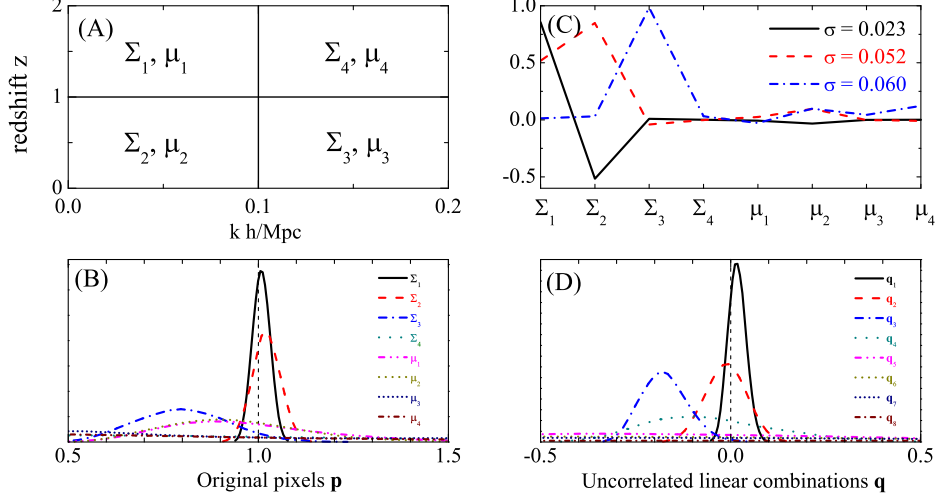 (A)
redshift z
2
1
0
Σ₁, μ₁
Σ₄, μ₄
Σ₂, μ₂
Σ₃, μ₃
0.0
0.1
0.2
k h/Mpc
(C)
1.0
0.5
0.0
-0.5
σ = 0.023
σ = 0.052
σ = 0.060
Σ₁ Σ₂ Σ₃ Σ₄ μ₁ μ₂ μ₃ μ₄
(B)
Σ₁
Σ₂
Σ₃
Σ₄
μ₁
μ₂
μ₃
μ₄
0.5
1.0
1.5
Original pixels p
(D)
q₁
q₂
q₃
q₄
q₅
q₆
q₇
q₈
-0.5
0.0
0.5
Uncorrelated linear combinations q